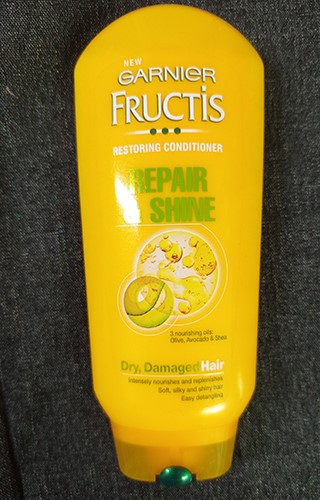 NEW
GARNIER
FRUCTIS
RESTORING CONDITIONER
REPAIR
& SHINE
3 nourishing oils:
Olive, Avocado & Shea
Dry, Damaged Hair
Intensely nourishes and replenishes
Soft, silky and shiny hair
Easy detangling